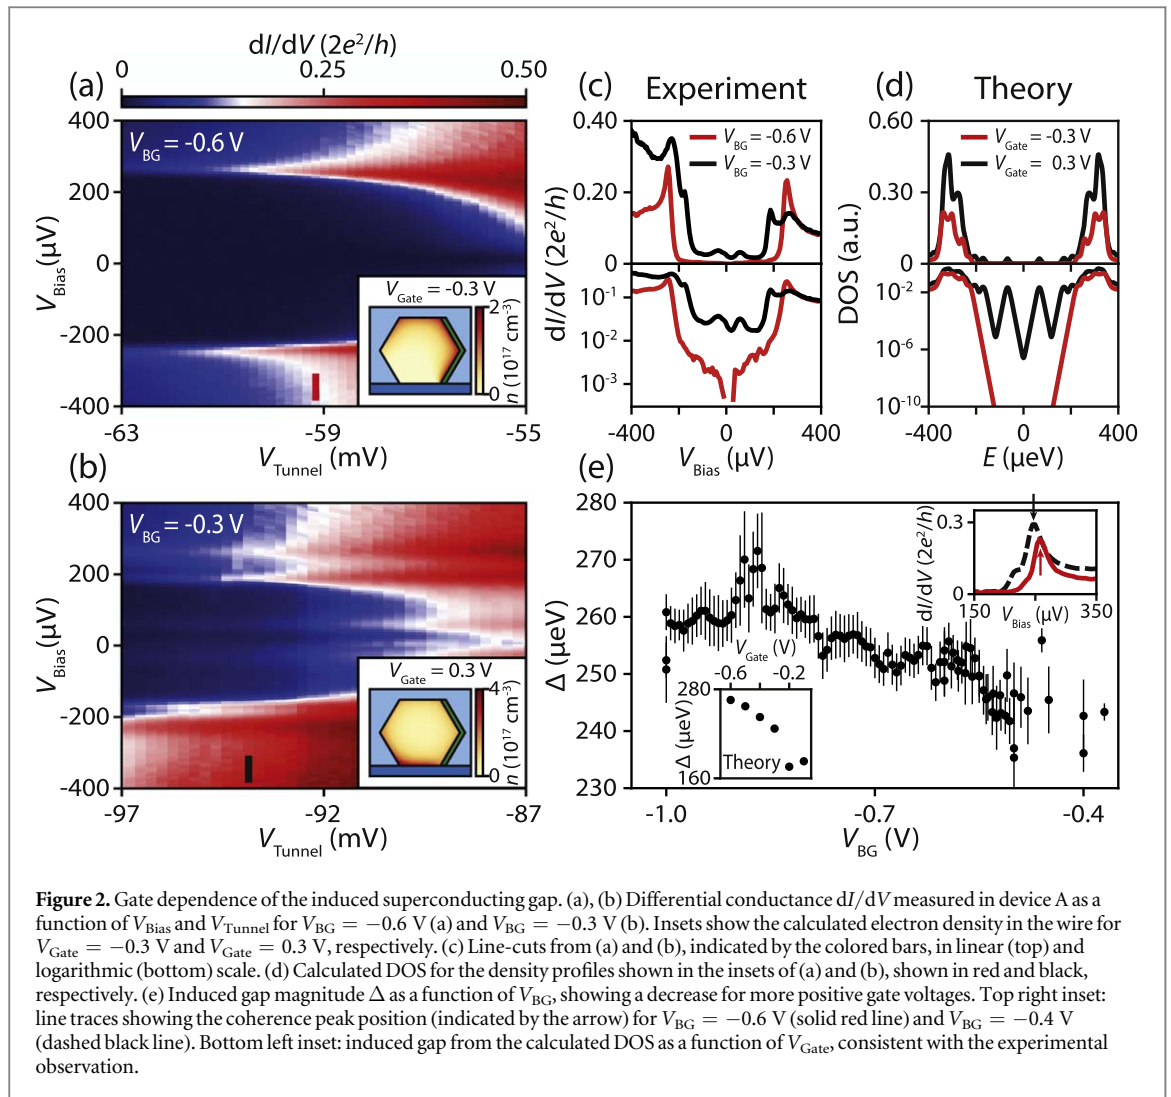 dI/dV (2e²/h)
0 0.25 0.50
(a)
V_BG = -0.6 V
400
200
0
-200
-400
V_Bias (μV)
-63 -59 -55
V_Tunnel (mV)
V_Gate = -0.3 V
2
0
n (10¹⁷ cm⁻³)
(b)
V_BG = -0.3 V
400
200
0
-200
-400
V_Bias (μV)
-97 -92 -87
V_Tunnel (mV)
V_Gate = 0.3 V
4
0
n (10¹⁷ cm⁻³)
(c) Experiment
V_BG = -0.6 V
V_BG = -0.3 V
0.40
0.20
0
10⁻¹
10⁻²
10⁻³
dI/dV (2e²/h)
-400 0 400
V_Bias (μV)
(d) Theory
V_Gate = -0.3 V
V_Gate = 0.3 V
0.60
0.30
0
10⁻²
10⁻⁶
10⁻¹⁰
DOS (a.u.)
-400 0 400
E (μeV)
(e)
280
270
260
250
240
230
Δ (μeV)
-1.0 -0.7 -0.4
V_BG (V)
dI/dV (2e²/h)
0.3
0
150 350
V_Bias (μV)
V_Gate (V)
-0.6 -0.2
280
160
Δ (μeV)
Theory
Figure 2. Gate dependence of the induced superconducting gap. (a), (b) Differential conductance dI/dV measured in device A as a
function of V_Bias and V_Tunnel for V_BG = −0.6 V (a) and V_BG = −0.3 V (b). Insets show the calculated electron density in the wire for
V_Gate = −0.3 V and V_Gate = 0.3 V, respectively. (c) Line-cuts from (a) and (b), indicated by the colored bars, in linear (top) and
logarithmic (bottom) scale. (d) Calculated DOS for the density profiles shown in the insets of (a) and (b), shown in red and black,
respectively. (e) Induced gap magnitude Δ as a function of V_BG, showing a decrease for more positive gate voltages. Top right inset:
line traces showing the coherence peak position (indicated by the arrow) for V_BG = −0.6 V (solid red line) and V_BG = −0.4 V
(dashed black line). Bottom left inset: induced gap from the calculated DOS as a function of V_Gate, consistent with the experimental
observation.